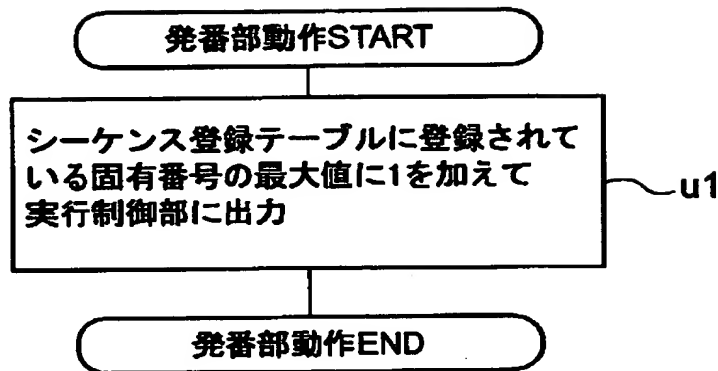 発番部動作START
シーケンス登録テーブルに登録されて
いる固有番号の最大値に1を加えて
実行制御部に出力
u1
発番部動作END